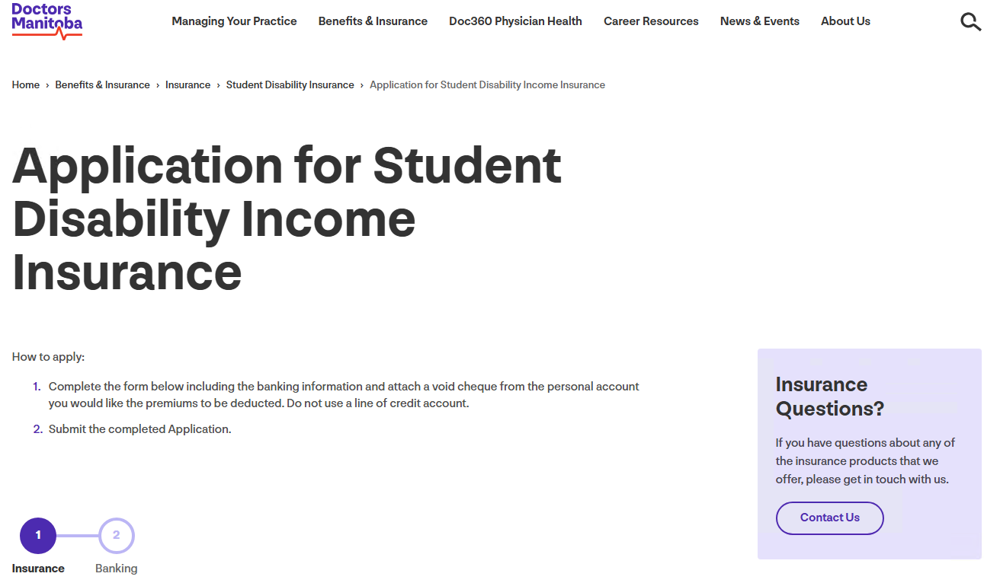 Doctors
Manitoba
Managing Your Practice Benefits & Insurance Doc360 Physician Health Career Resources News & Events About Us
Home › Benefits & Insurance › Insurance › Student Disability Insurance › Application for Student Disability Income Insurance
Application for Student
Disability Income
Insurance
How to apply:
1. Complete the form below including the banking information and attach a void cheque from the personal account
you would like the premiums to be deducted. Do not use a line of credit account.
2. Submit the completed Application.
Insurance
Questions?
If you have questions about any of
the insurance products that we
offer, please get in touch with us.
Contact Us
1 2
Insurance Banking